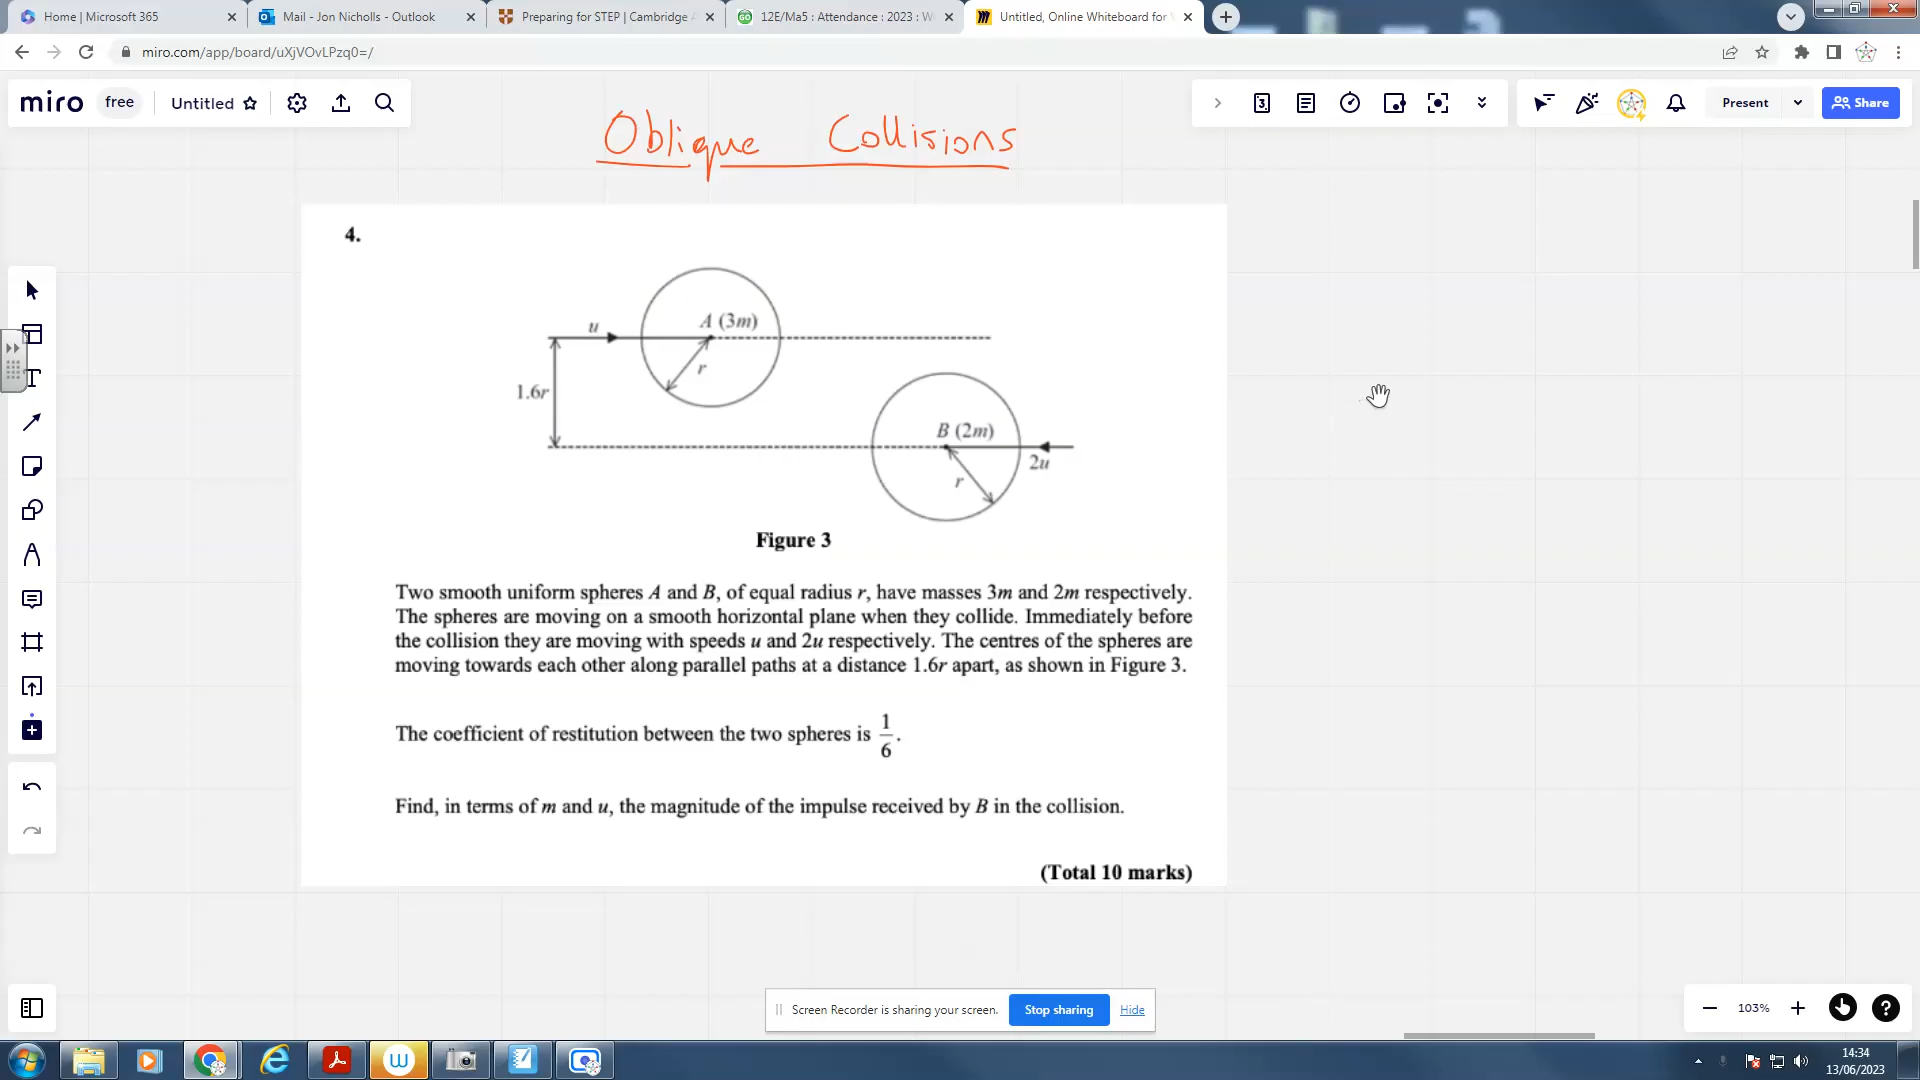 Home | Microsoft 365
Mail - Jon Nicholls - Outlook
Preparing for STEP | Cambridge
12E/Ma5 : Attendance : 2023 : W
Untitled, Online Whiteboard for
miro.com/app/board/uXjVOvLPzq0=/
miro free Untitled
Present
Share
Oblique Collisions
4.
u
A (3m)
r
1.6r
B (2m)
2u
r
Figure 3
Two smooth uniform spheres A and B, of equal radius r, have masses 3m and 2m respectively.
The spheres are moving on a smooth horizontal plane when they collide. Immediately before
the collision they are moving with speeds u and 2u respectively. The centres of the spheres are
moving towards each other along parallel paths at a distance 1.6r apart, as shown in Figure 3.
The coefficient of restitution between the two spheres is 1/6.
Find, in terms of m and u, the magnitude of the impulse received by B in the collision.
(Total 10 marks)
Screen Recorder is sharing your screen. Stop sharing Hide
103%
14:34
13/06/2023